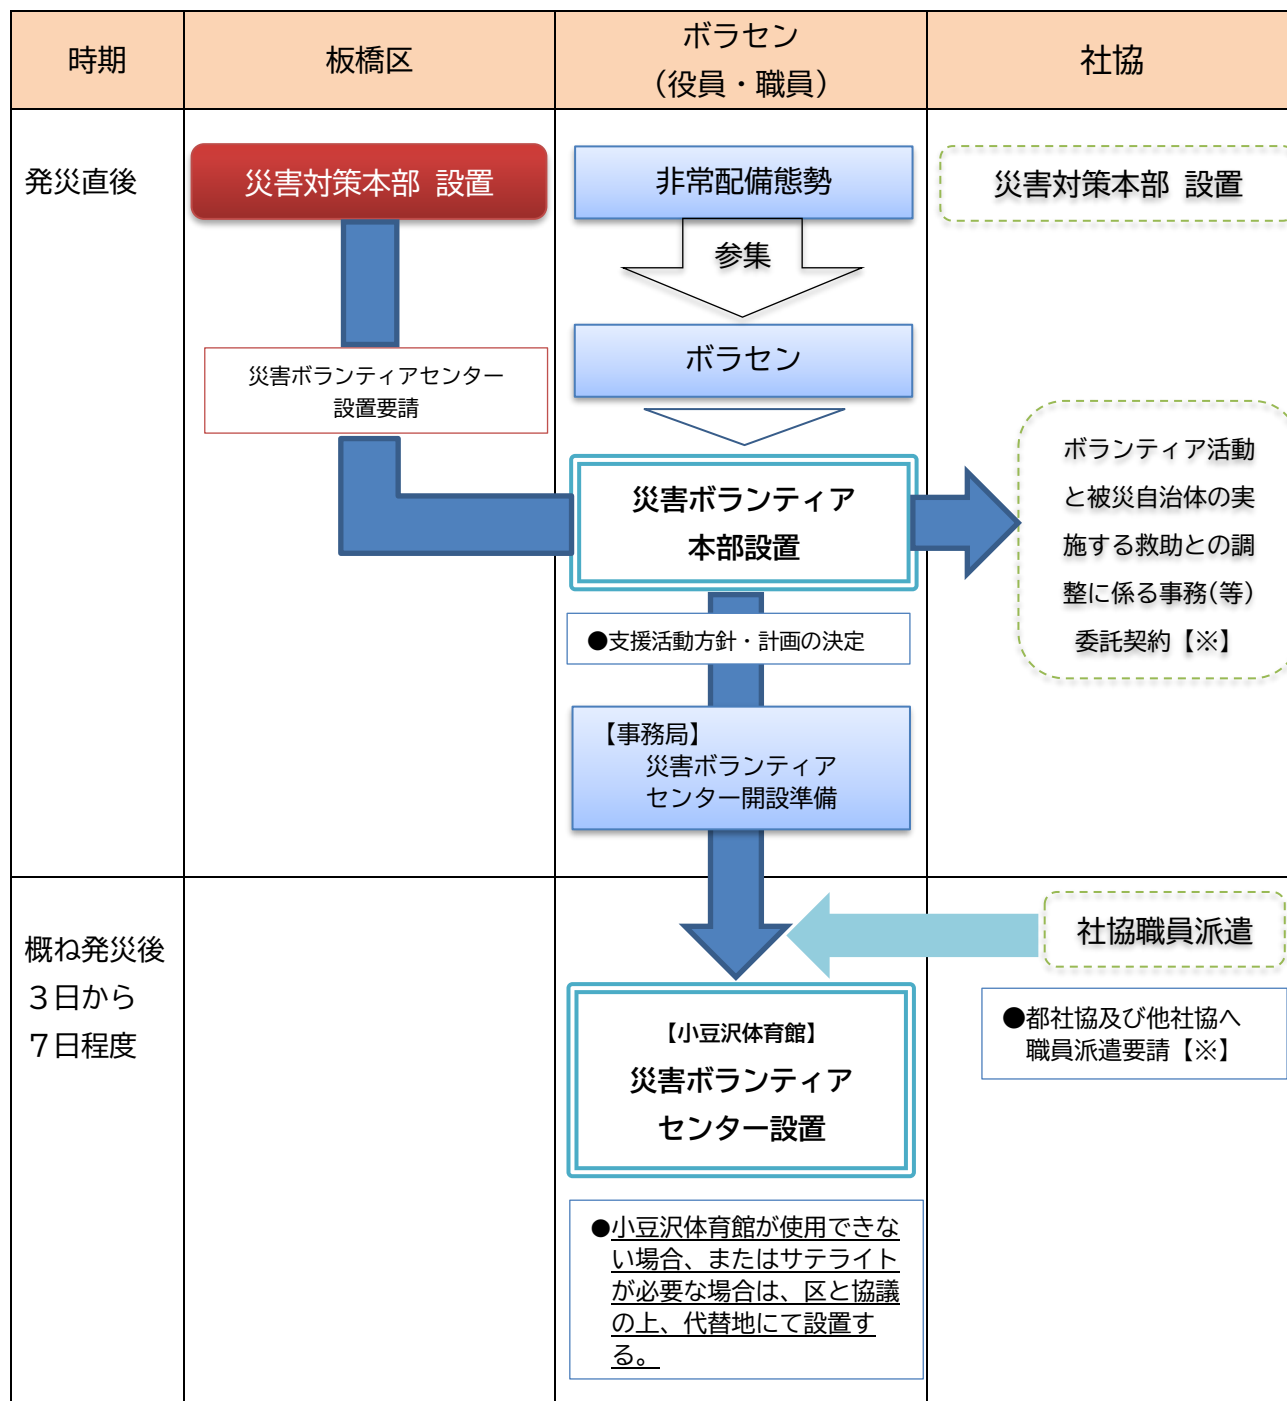 時期
板橋区
ボラセン
（役員・職員）
社協
発災直後
災害対策本部 設置
非常配備態勢
災害対策本部 設置
参集
ボラセン
災害ボランティアセンター
設置要請
災害ボランティア
本部設置
ボランティア活動
と被災自治体の実
施する救助との調
整に係る事務(等)
委託契約【※】
●支援活動方針・計画の決定
【事務局】
災害ボランティア
センター開設準備
概ね発災後
３日から
７日程度
社協職員派遣
●都社協及び他社協へ
職員派遣要請【※】
【小豆沢体育館】
災害ボランティア
センター設置
●小豆沢体育館が使用できな
い場合、またはサテライト
が必要な場合は、区と協議
の上、代替地にて設置す
る。